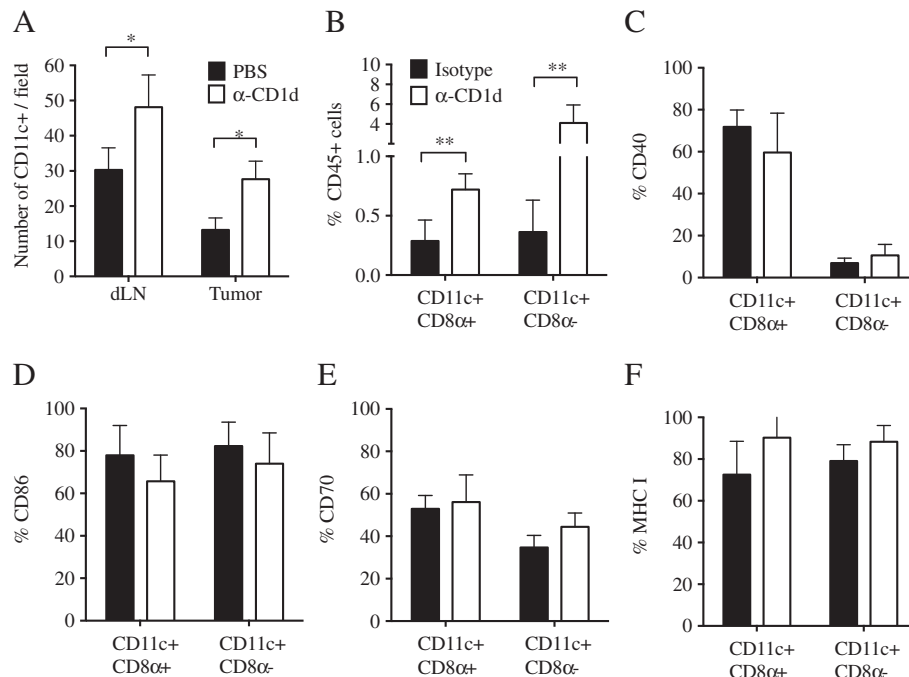 A
Number of CD11c+ / field
60
50
40
30
20
10
0
*
*
PBS
α-CD1d
dLN
Tumor
B
% CD45+ cells
10
8
6
4
1.0
0.5
0.0
**
**
Isotype
α-CD1d
CD11c+
CD8α+
CD11c+
CD8α-
C
% CD40
100
80
60
40
20
0
CD11c+
CD8α+
CD11c+
CD8α-
D
% CD86
100
80
60
40
20
0
CD11c+
CD8α+
CD11c+
CD8α-
E
% CD70
100
80
60
40
20
0
CD11c+
CD8α+
CD11c+
CD8α-
F
% MHC I
100
80
60
40
20
0
CD11c+
CD8α+
CD11c+
CD8α-